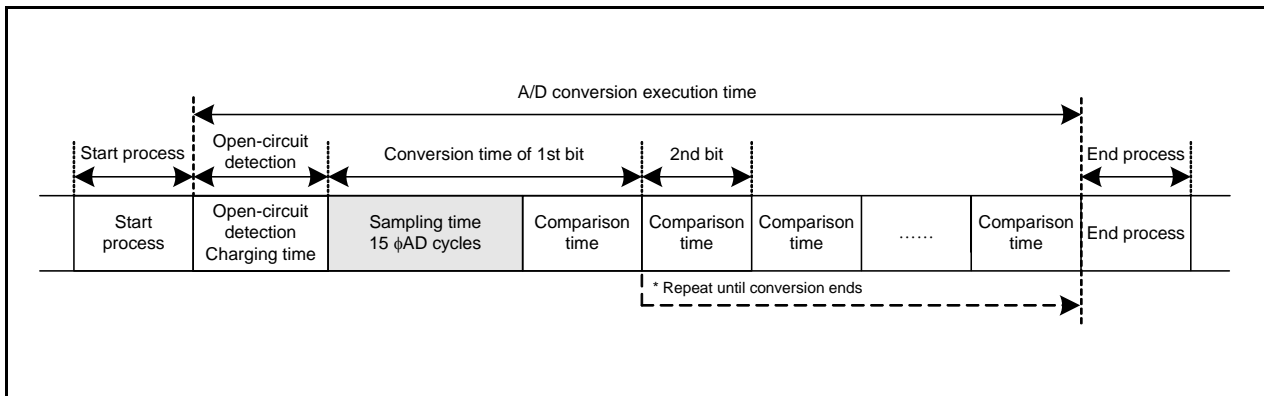 A/D conversion execution time
Start process
Open-circuit
detection
Conversion time of 1st bit
2nd bit
End process
Start
process
Open-circuit
detection
Charging time
Sampling time
15 ϕAD cycles
Comparison
time
Comparison
time
Comparison
time
……
Comparison
time
End process
* Repeat until conversion ends